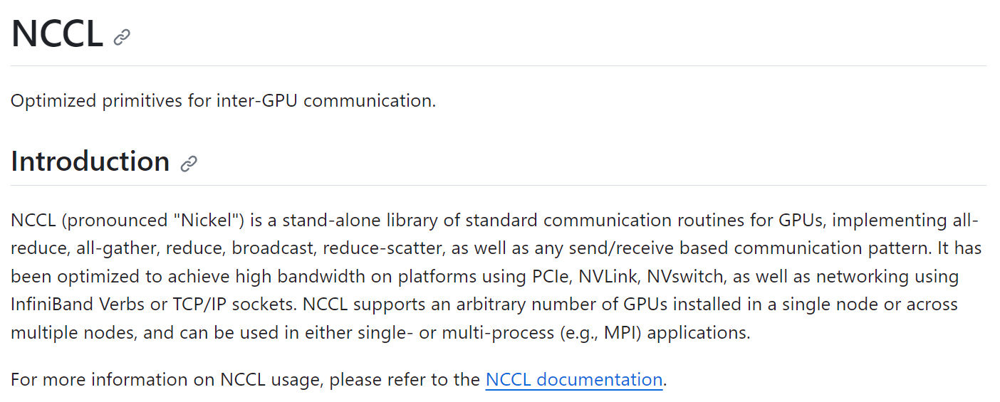 NCCL
Optimized primitives for inter-GPU communication.
Introduction
NCCL (pronounced "Nickel") is a stand-alone library of standard communication routines for GPUs, implementing all-
reduce, all-gather, reduce, broadcast, reduce-scatter, as well as any send/receive based communication pattern. It has
been optimized to achieve high bandwidth on platforms using PCIe, NVLink, NVswitch, as well as networking using
InfiniBand Verbs or TCP/IP sockets. NCCL supports an arbitrary number of GPUs installed in a single node or across
multiple nodes, and can be used in either single- or multi-process (e.g., MPI) applications.
For more information on NCCL usage, please refer to the NCCL documentation.